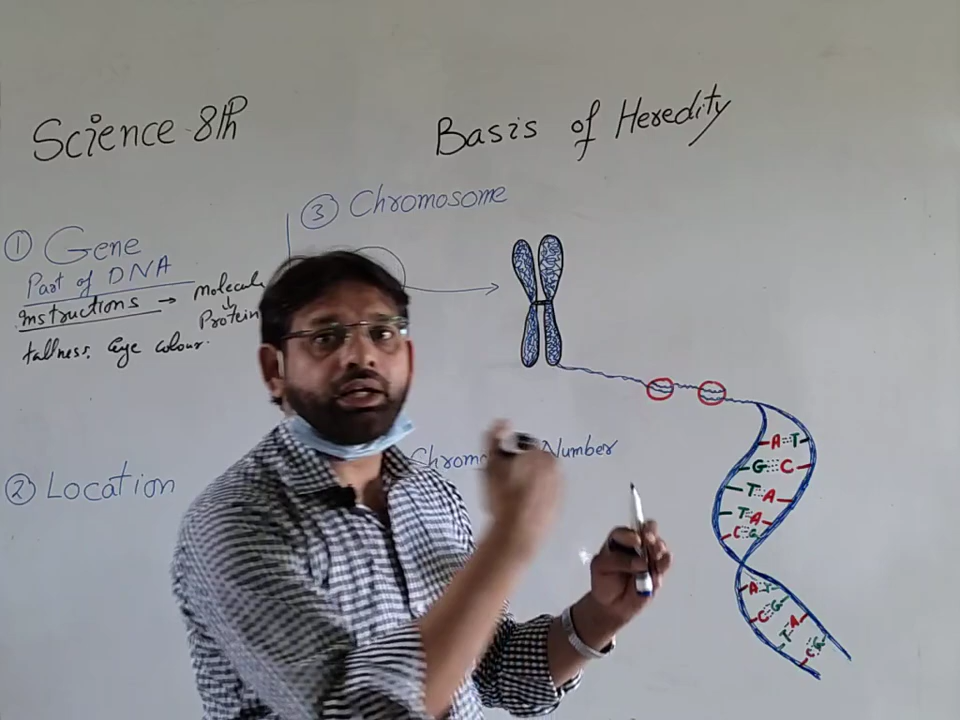 Science 8th
Basis of Heredity
③ Chromosome
① Gene
Part of DNA
instructions → molecule
↓
Protein
tallness, eye colour.
② Location
Number
A T
G C
T A
T A
C G
A T
C G
T A
C G